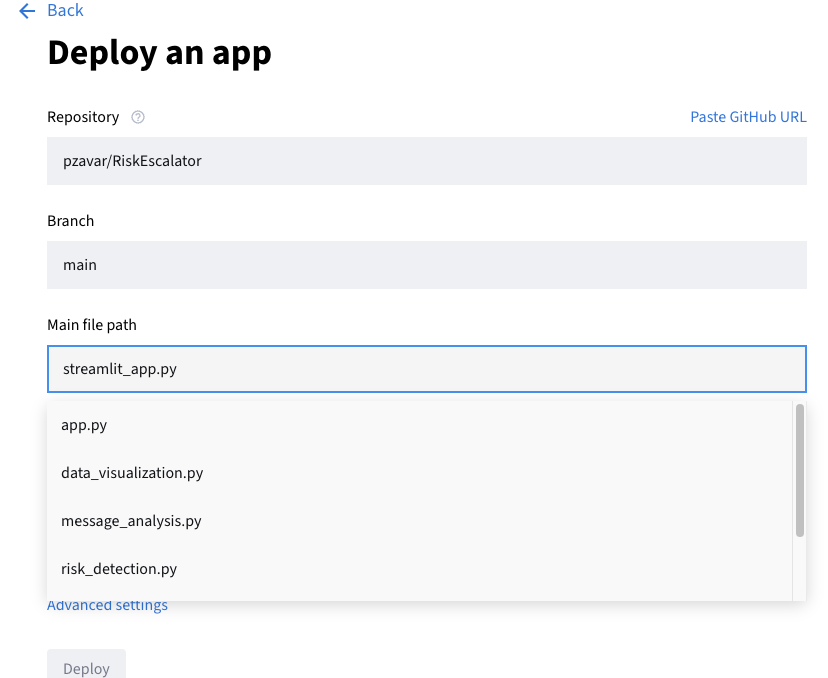 Back
Deploy an app
Repository
Paste GitHub URL
pzavar/RiskEscalator
Branch
main
Main file path
streamlit_app.py
app.py
data_visualization.py
message_analysis.py
risk_detection.py
Advanced settings
Deploy